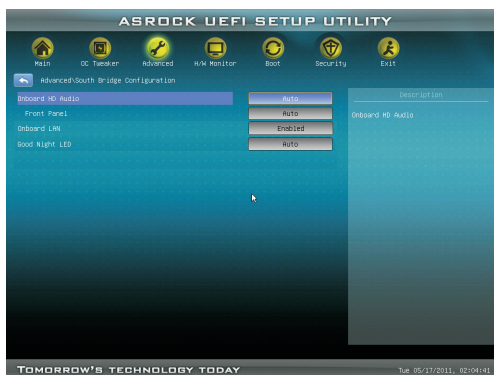 ASROCK UEFI SETUP UTILITY
Main OC Tweaker Advanced H/W Monitor Boot Security Exit
Advanced\South Bridge Configuration
Onboard HD Audio Auto
Front Panel Auto
Onboard LAN Enabled
Good Night LED Auto
Description
Onboard HD Audio
TOMORROW'S TECHNOLOGY TODAY
Tue 05/17/2011, 02:04:41